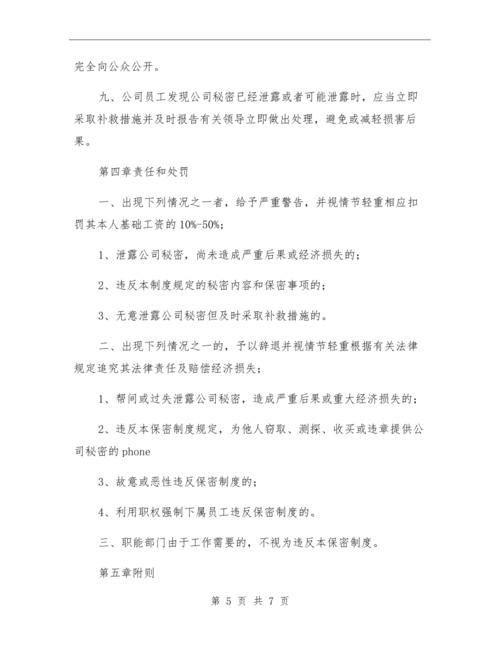 完全向公众公开。
九、公司员工发现公司秘密已经泄露或者可能泄露时，应当立即
采取补救措施并及时报告有关领导立即做出处理，避免或减轻损害后
果。
第四章责任和处罚
一、出现下列情况之一者，给予严重警告，并视情节轻重相应扣
罚其本人基础工资的 10%-50%；
1、泄露公司秘密，尚未造成严重后果或经济损失的；
2、违反本制度规定的秘密内容和保密事项的；
3、无意泄露公司秘密但及时采取补救措施的。
二、出现下列情况之一的，予以辞退并视情节轻重根据有关法律
规定追究其法律责任及赔偿经济损失；
1、帮间或过失泄露公司秘密，造成严重后果或重大经济损失的；
2、违反本保密制度规定，为他人窃取、测探、收买或违章提供公
司秘密的 phone
3、故意或恶性违反保密制度的；
4、利用职权强制下属员工违反保密制度的。
三、职能部门由于工作需要的，不视为违反本保密制度。
第五章附则
第 5 页 共 7 页